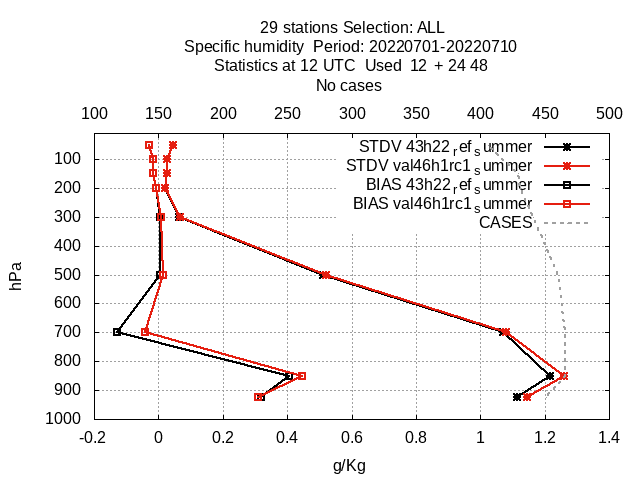 29 stations Selection: ALL
Specific humidity  Period: 20220701-20220710
Statistics at 12 UTC  Used  12  + 24 48
No cases
100 150 200 250 300 350 400 450 500
STDV 43h22_ref_summer
STDV val46h1rc1_summer
BIAS 43h22_ref_summer
BIAS val46h1rc1_summer
CASES
100
200
300
400
500
600
700
800
900
1000
hPa
-0.2 0 0.2 0.4 0.6 0.8 1 1.2 1.4
g/Kg